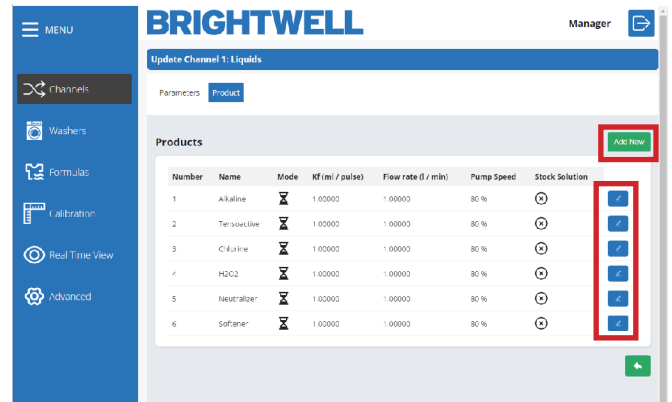 MENU
BRIGHTWELL
Manager
Update Channel 1: Liquids
Channels
Parameters Product
Washers
Products
Add New
Formulas
Number Name Mode Kf (ml / pulse) Flow rate (l / min) Pump Speed Stock Solution
1 Alkaline 1.00000 1.00000 80 %
Calibration
2 Tensoactive 1.00000 1.00000 80 %
3 Chlorine 1.00000 1.00000 80 %
Real Time View
4 H2O2 1.00000 1.00000 80 %
Advanced
5 Neutralizer 1.00000 1.00000 80 %
6 Softener 1.00000 1.00000 80 %